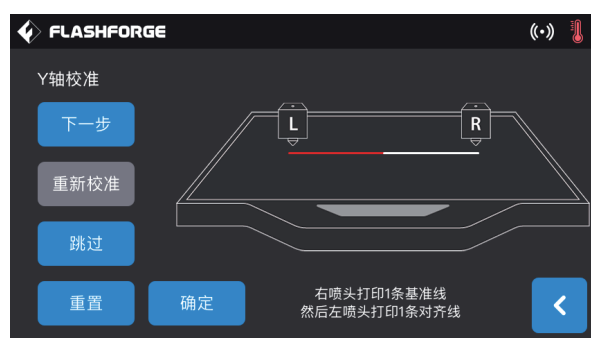 FLASHFORGE
Y轴校准
下一步
L
R
重新校准
跳过
重置
确定
右喷头打印1条基准线
然后左喷头打印1条对齐线